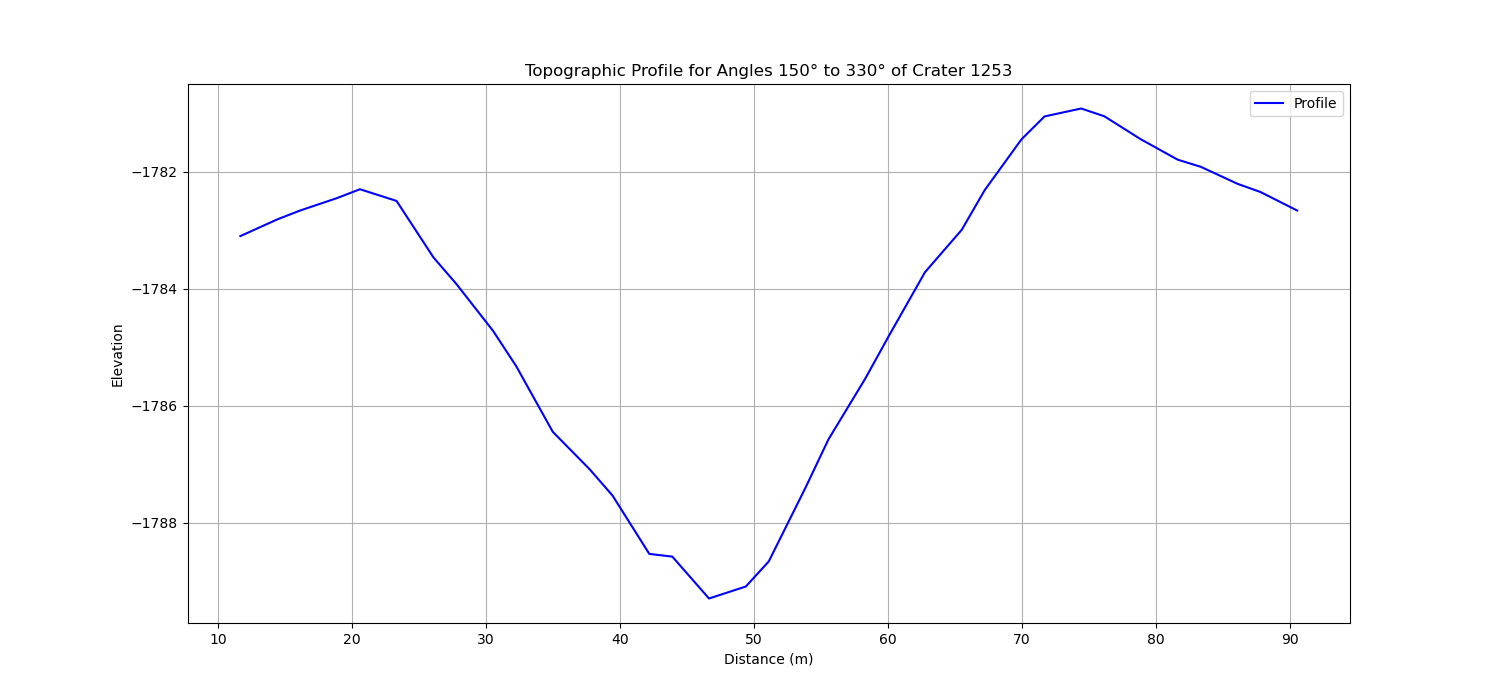 Topographic Profile for Angles 150° to 330° of Crater 1253
Profile
−1782
−1784
−1786
−1788
Elevation
10 20 30 40 50 60 70 80 90
Distance (m)